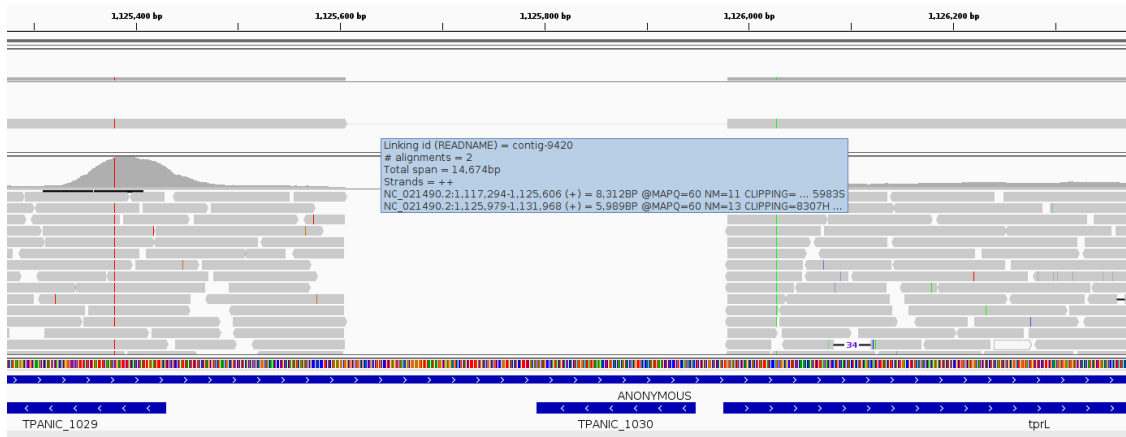 1,125,400 bp 1,125,600 bp 1,125,800 bp 1,126,000 bp 1,126,200 bp
Linking id (READNAME) = contig-9420
# alignments = 2
Total span = 14,674bp
Strands = ++
NC_021490.2:1,117,294-1,125,606 (+) = 8,312BP @MAPQ=60 NM=11 CLIPPING= ... 5983S
NC_021490.2:1,125,979-1,131,968 (+) = 5,989BP @MAPQ=60 NM=13 CLIPPING=8307H ...
34
ANONYMOUS
TPANIC_1029 TPANIC_1030 tprL